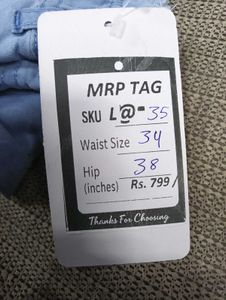 MRP TAG
SKU L@-35
Waist Size 34
Hip 38
(inches) Rs. 799/
Thanks For Choosing